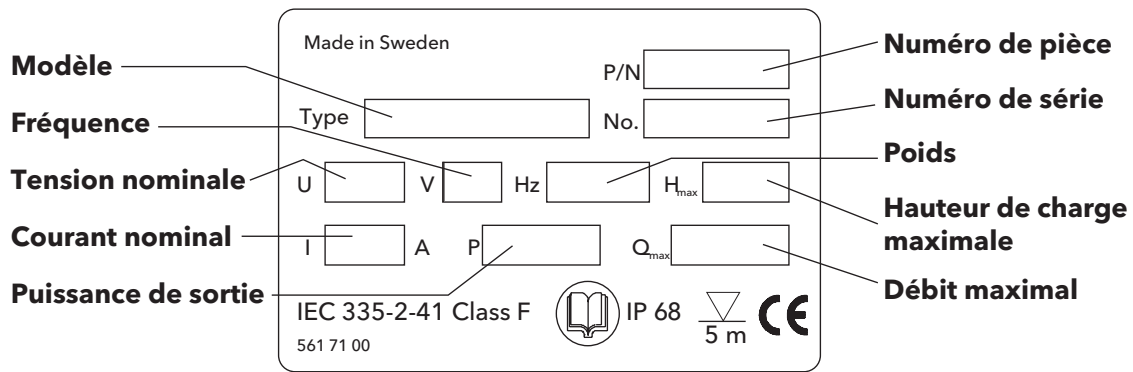 Made in Sweden
P/N
Type
No.
U
V
Hz
Hmax
I
A
P
Qmax
IEC 335-2-41 Class F
IP 68
5 m
CE
561 71 00
Modèle
Fréquence
Tension nominale
Courant nominal
Puissance de sortie
Numéro de pièce
Numéro de série
Poids
Hauteur de charge
maximale
Débit maximal